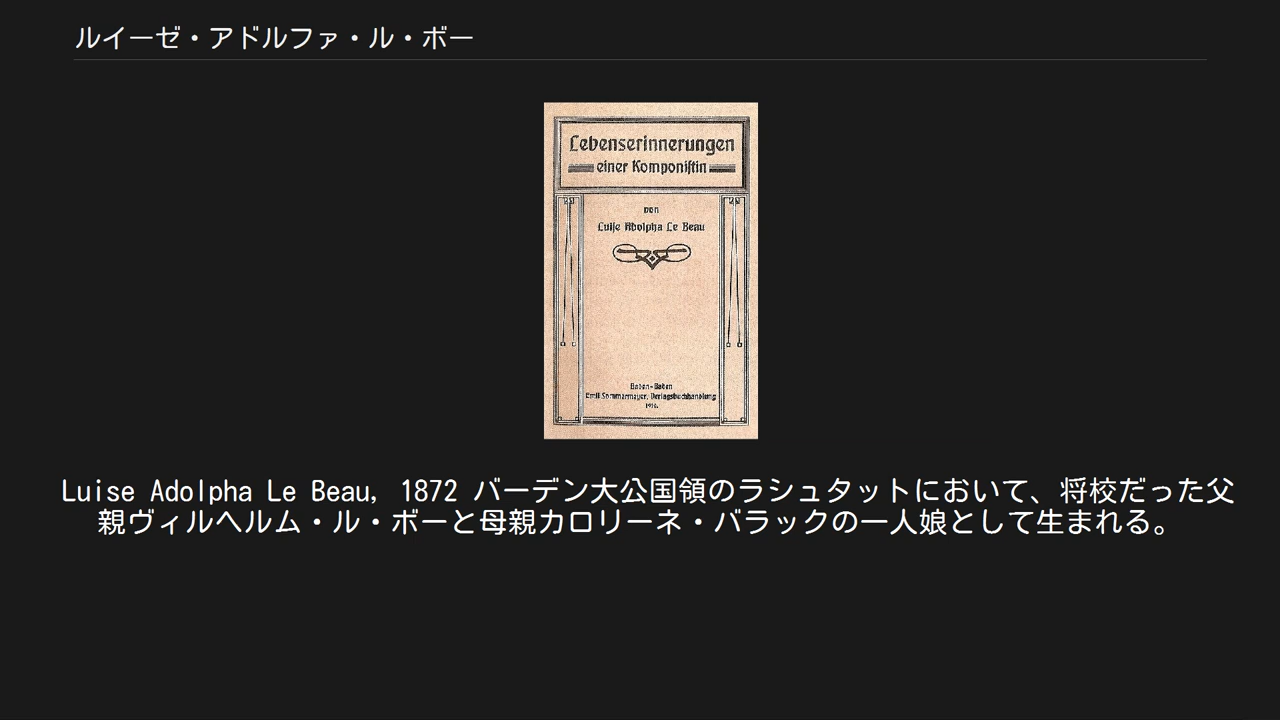 ルイーゼ・アドルファ・ル・ボー
Lebenserinnerungen
einer Komponiſtin
von
Luiſe Adolpha Le Beau
Baden-Baden
Emil Sommermeyer, Verlagsbuchhandlung
1910.
Luise Adolpha Le Beau, 1872 バーデン大公国領のラシュタットにおいて、将校だった父
親ヴィルヘルム・ル・ボーと母親カロリーネ・バラックの一人娘として生まれる。